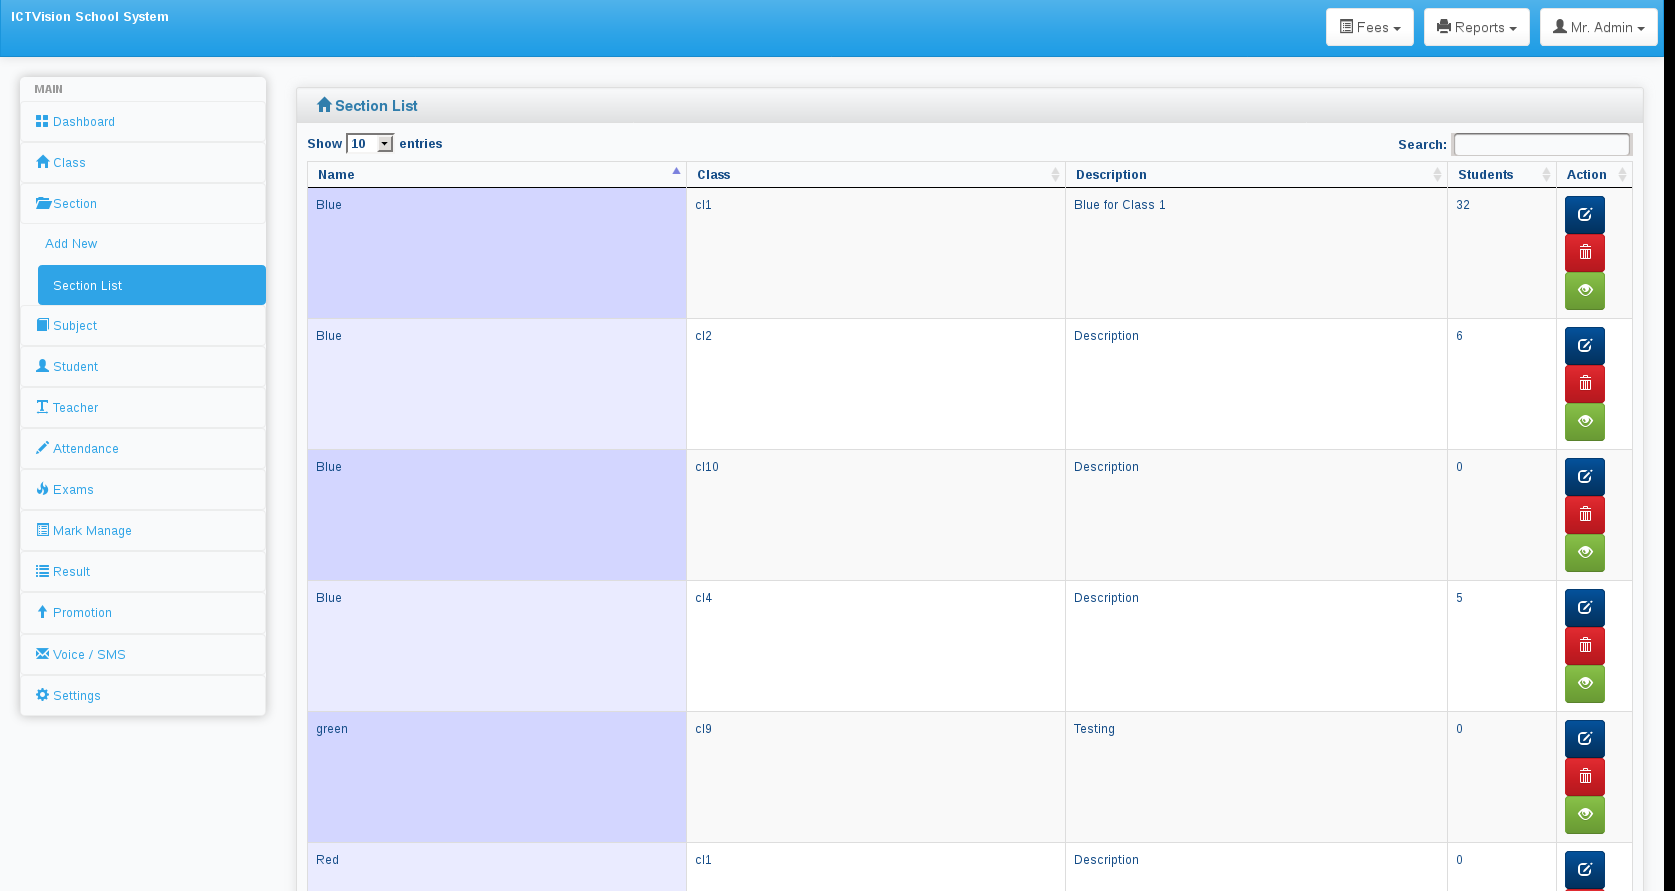 ICTVision School System
Fees
Reports
Mr. Admin
MAIN
Dashboard
Class
Section
Add New
Section List
Subject
Student
Teacher
Attendance
Exams
Mark Manage
Result
Promotion
Voice / SMS
Settings
Section List
Show 10 entries
Search:
Name Class Description Students Action
Blue cl1 Blue for Class 1 32
Blue cl2 Description 6
Blue cl10 Description 0
Blue cl4 Description 5
green cl9 Testing 0
Red cl1 Description 0